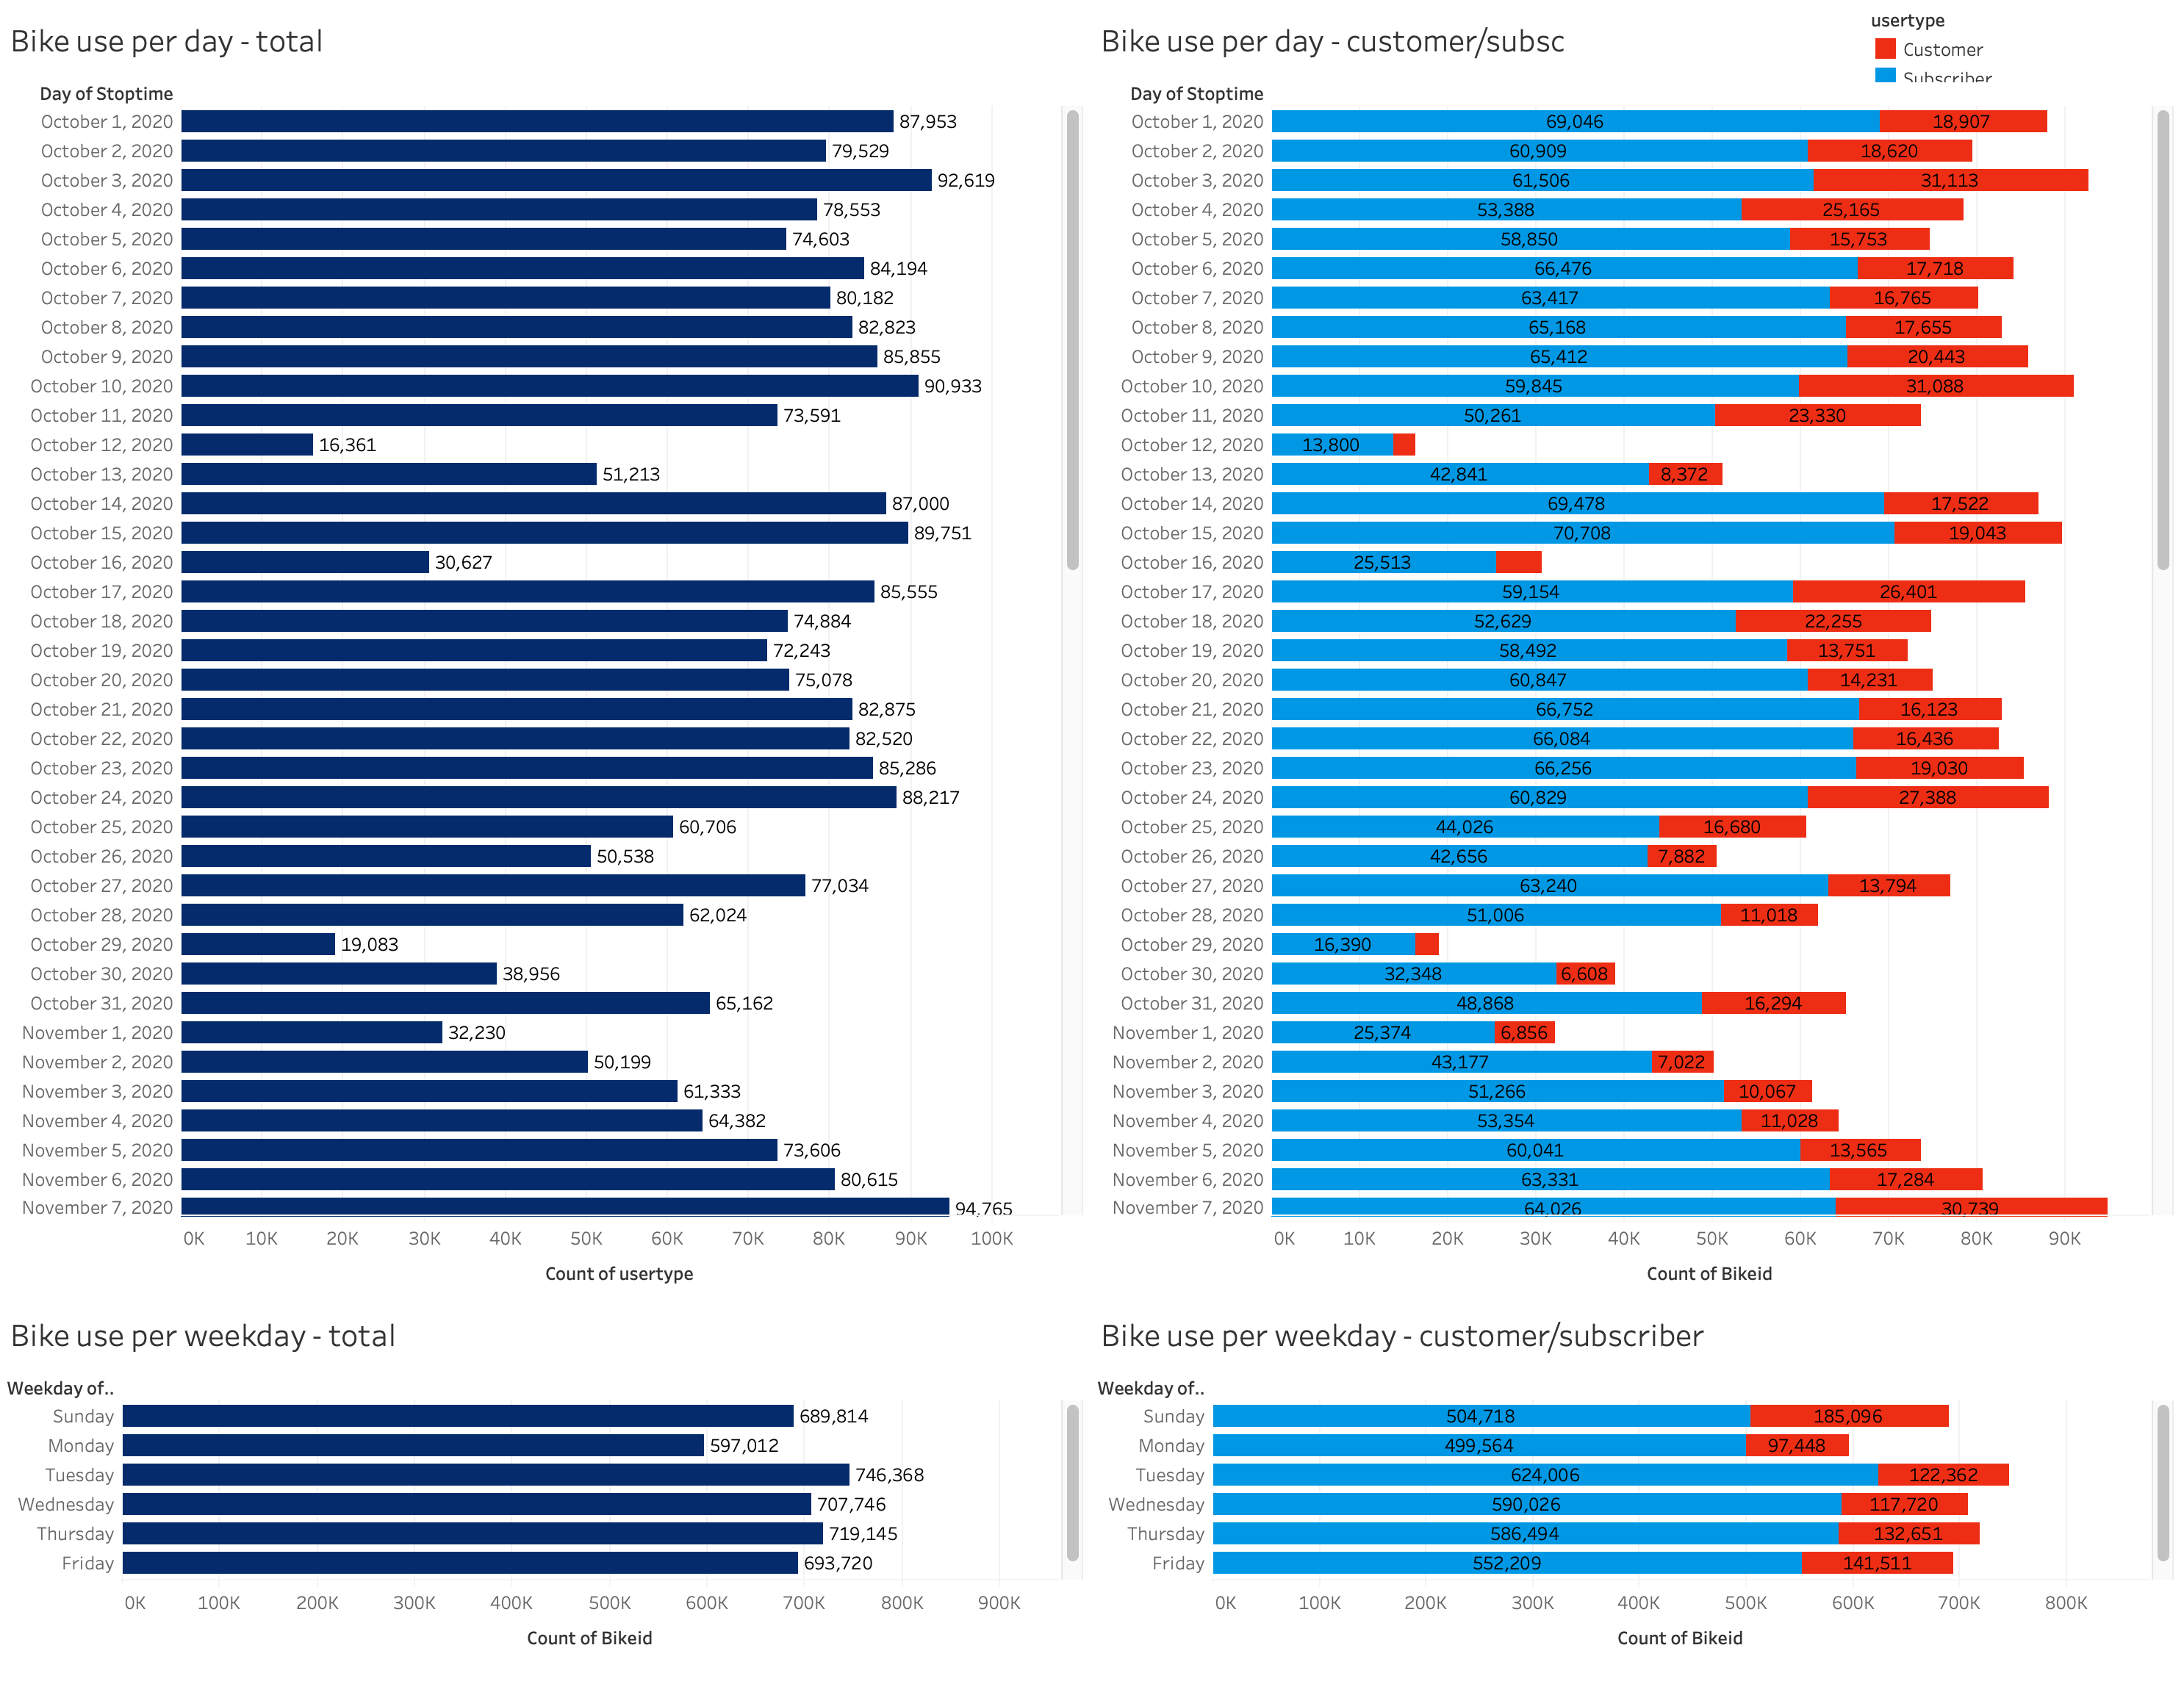 Bike use per day - total
Day of Stoptime
October 1, 2020 87,953
October 2, 2020 79,529
October 3, 2020 92,619
October 4, 2020 78,553
October 5, 2020 74,603
October 6, 2020 84,194
October 7, 2020 80,182
October 8, 2020 82,823
October 9, 2020 85,855
October 10, 2020 90,933
October 11, 2020 73,591
October 12, 2020 16,361
October 13, 2020 51,213
October 14, 2020 87,000
October 15, 2020 89,751
October 16, 2020 30,627
October 17, 2020 85,555
October 18, 2020 74,884
October 19, 2020 72,243
October 20, 2020 75,078
October 21, 2020 82,875
October 22, 2020 82,520
October 23, 2020 85,286
October 24, 2020 88,217
October 25, 2020 60,706
October 26, 2020 50,538
October 27, 2020 77,034
October 28, 2020 62,024
October 29, 2020 19,083
October 30, 2020 38,956
October 31, 2020 65,162
November 1, 2020 32,230
November 2, 2020 50,199
November 3, 2020 61,333
November 4, 2020 64,382
November 5, 2020 73,606
November 6, 2020 80,615
November 7, 2020 94,765
0K 10K 20K 30K 40K 50K 60K 70K 80K 90K 100K
Count of usertype
Bike use per day - customer/subsc
usertype
Customer
Subscriber
Day of Stoptime
October 1, 2020 69,046 18,907
October 2, 2020 60,909 18,620
October 3, 2020 61,506 31,113
October 4, 2020 53,388 25,165
October 5, 2020 58,850 15,753
October 6, 2020 66,476 17,718
October 7, 2020 63,417 16,765
October 8, 2020 65,168 17,655
October 9, 2020 65,412 20,443
October 10, 2020 59,845 31,088
October 11, 2020 50,261 23,330
October 12, 2020 13,800
October 13, 2020 42,841 8,372
October 14, 2020 69,478 17,522
October 15, 2020 70,708 19,043
October 16, 2020 25,513
October 17, 2020 59,154 26,401
October 18, 2020 52,629 22,255
October 19, 2020 58,492 13,751
October 20, 2020 60,847 14,231
October 21, 2020 66,752 16,123
October 22, 2020 66,084 16,436
October 23, 2020 66,256 19,030
October 24, 2020 60,829 27,388
October 25, 2020 44,026 16,680
October 26, 2020 42,656 7,882
October 27, 2020 63,240 13,794
October 28, 2020 51,006 11,018
October 29, 2020 16,390
October 30, 2020 32,348 6,608
October 31, 2020 48,868 16,294
November 1, 2020 25,374 6,856
November 2, 2020 43,177 7,022
November 3, 2020 51,266 10,067
November 4, 2020 53,354 11,028
November 5, 2020 60,041 13,565
November 6, 2020 63,331 17,284
November 7, 2020 64,026 30,739
0K 10K 20K 30K 40K 50K 60K 70K 80K 90K
Count of Bikeid
Bike use per weekday - total
Weekday of..
Sunday 689,814
Monday 597,012
Tuesday 746,368
Wednesday 707,746
Thursday 719,145
Friday 693,720
0K 100K 200K 300K 400K 500K 600K 700K 800K 900K
Count of Bikeid
Bike use per weekday - customer/subscriber
Weekday of..
Sunday 504,718 185,096
Monday 499,564 97,448
Tuesday 624,006 122,362
Wednesday 590,026 117,720
Thursday 586,494 132,651
Friday 552,209 141,511
0K 100K 200K 300K 400K 500K 600K 700K 800K
Count of Bikeid